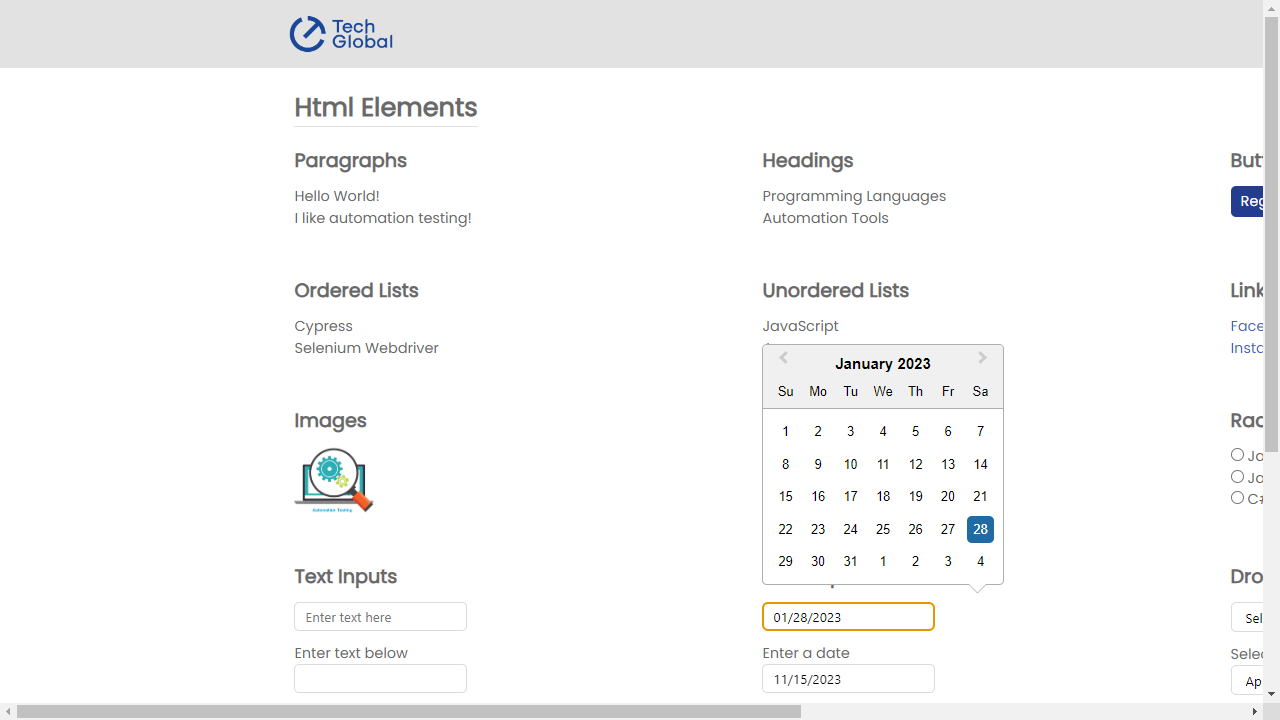 Tech
Global
Html Elements
Paragraphs
Hello World!
I like automation testing!
Headings
Programming Languages
Automation Tools
Reg
Ordered Lists
Cypress
Selenium Webdriver
Unordered Lists
JavaScript
Link
Face
Insta
Images
Automation Testing
January 2023
Su Mo Tu We Th Fr Sa
1 2 3 4 5 6 7
8 9 10 11 12 13 14
15 16 17 18 19 20 21
22 23 24 25 26 27 28
29 30 31 1 2 3 4
Ja
Ja
C#
Text Inputs
Enter text here
Enter text below
01/28/2023
Enter a date
11/15/2023
Dro
Sel
Selec
Ap